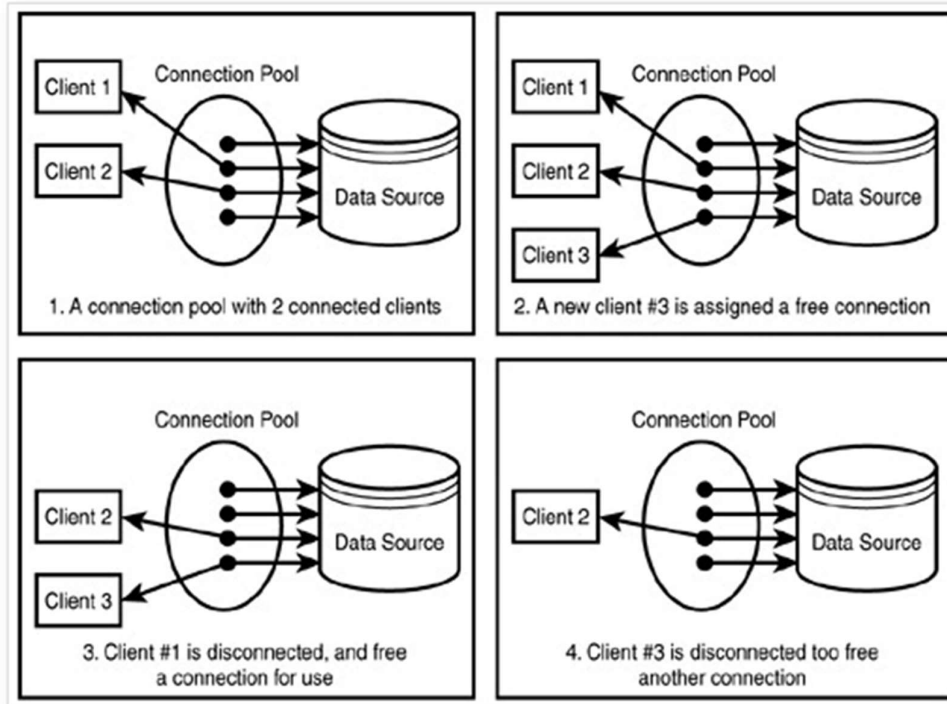 Connection Pool
Client 1
Client 2
Data Source
1. A connection pool with 2 connected clients
Connection Pool
Client 1
Client 2
Client 3
Data Source
2. A new client #3 is assigned a free connection
Connection Pool
Client 2
Client 3
Data Source
3. Client #1 is disconnected, and free
a connection for use
Connection Pool
Client 2
Data Source
4. Client #3 is disconnected too free
another connection